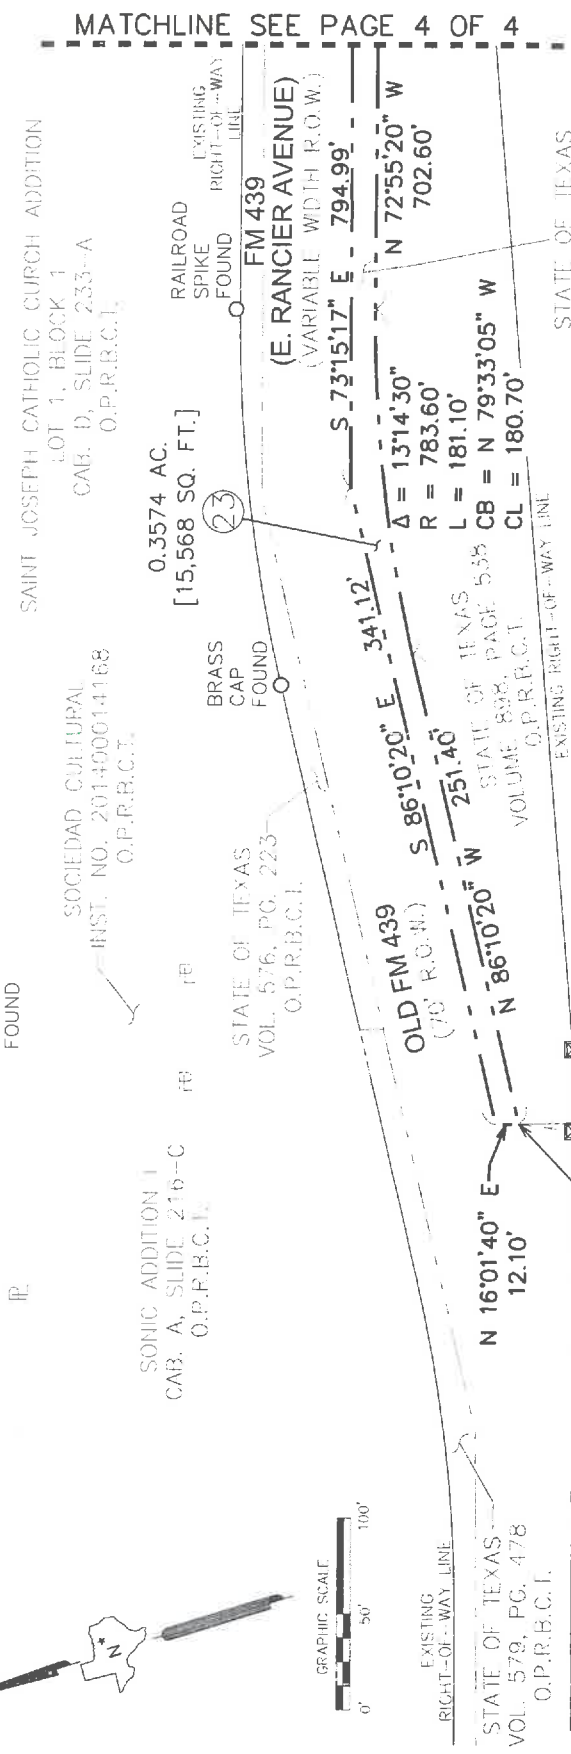 MATCHLINE SEE PAGE 4 OF 4
SAINT JOSEPH CATHOLIC CURCH ADDITION
LOT 1, BLOCK 1
CAB. D, SLIDE 233-A
O.P.R.B.C.T.
EXISTING
RIGHT-OF-WAY
LINE
RAILROAD
SPIKE
FOUND
FM 439
(E. RANCIER AVENUE)
(VARIABLE WIDTH R.O.W.)
0.3574 AC.
[15,568 SQ. FT.]
23
S 73°15'17" E 794.99'
N 72°55'20" W
702.60'
STATE OF TEXAS
Δ = 13°14'30"
R = 783.60'
L = 181.10'
CB = N 79°33'05" W
CL = 180.70'
BRASS
CAP
FOUND
SOCIEDAD CULTURAL
INST. NO. 201400014168
O.P.R.B.C.T.
FOUND
STATE OF TEXAS
VOL. 576, PG. 223
O.P.R.B.C.T.
S 86°10'20" E 341.12'
N 86°10'20" W 251.40'
STATE OF TEXAS
VOLUME 898, PAGE 538
O.P.R.B.C.T.
EXISTING RIGHT-OF-WAY LINE
OLD FM 439
(70' R.O.W.)
PP
PP
PP
SONIC ADDITION
CAB. A, SLIDE 216-C
O.P.R.B.C.T.
N 16°01'40" E
12.10'
N
GRAPHIC SCALE
0' 50' 100'
EXISTING
RIGHT-OF-WAY LINE
STATE OF TEXAS
VOL. 579, PG. 478
O.P.R.B.C.T.